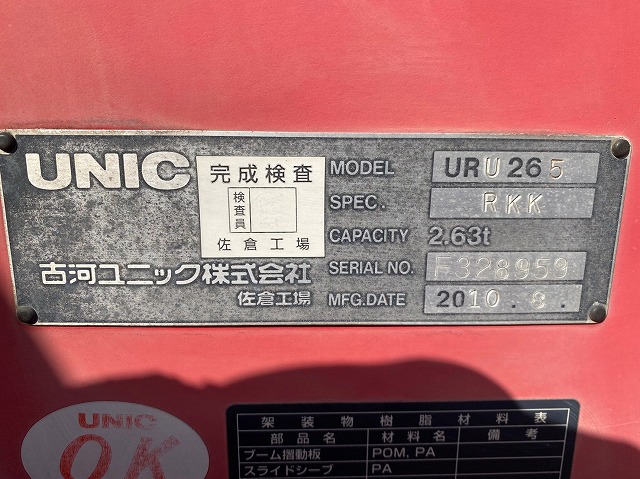 UNIC
完成検査
検査員
佐倉工場
古河ユニック株式会社
佐倉工場
MODEL URU265
SPEC. RKK
CAPACITY 2.63t
SERIAL NO. F328959
MFG.DATE 2010.8.
UNIC
OK
架装物樹脂材料表
部品名 材料名 備考
ブーム摺動板 POM, PA
スライドシーブ PA